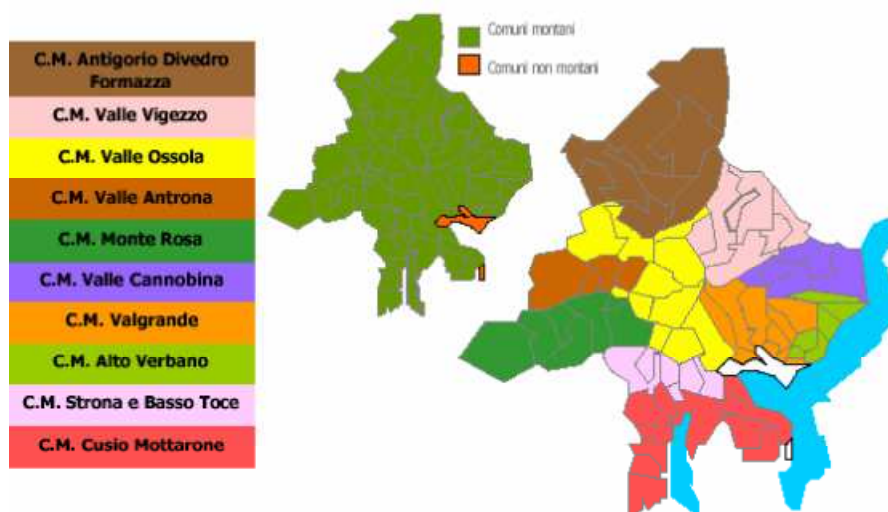 C.M. Antigorio Divedro
Formazza
C.M. Valle Vigezzo
C.M. Valle Ossola
C.M. Valle Antrona
C.M. Monte Rosa
C.M. Valle Cannobina
C.M. Valgrande
C.M. Alto Verbano
C.M. Strona e Basso Toce
C.M. Cusio Mottarone
Comuni montani
Comuni non montani